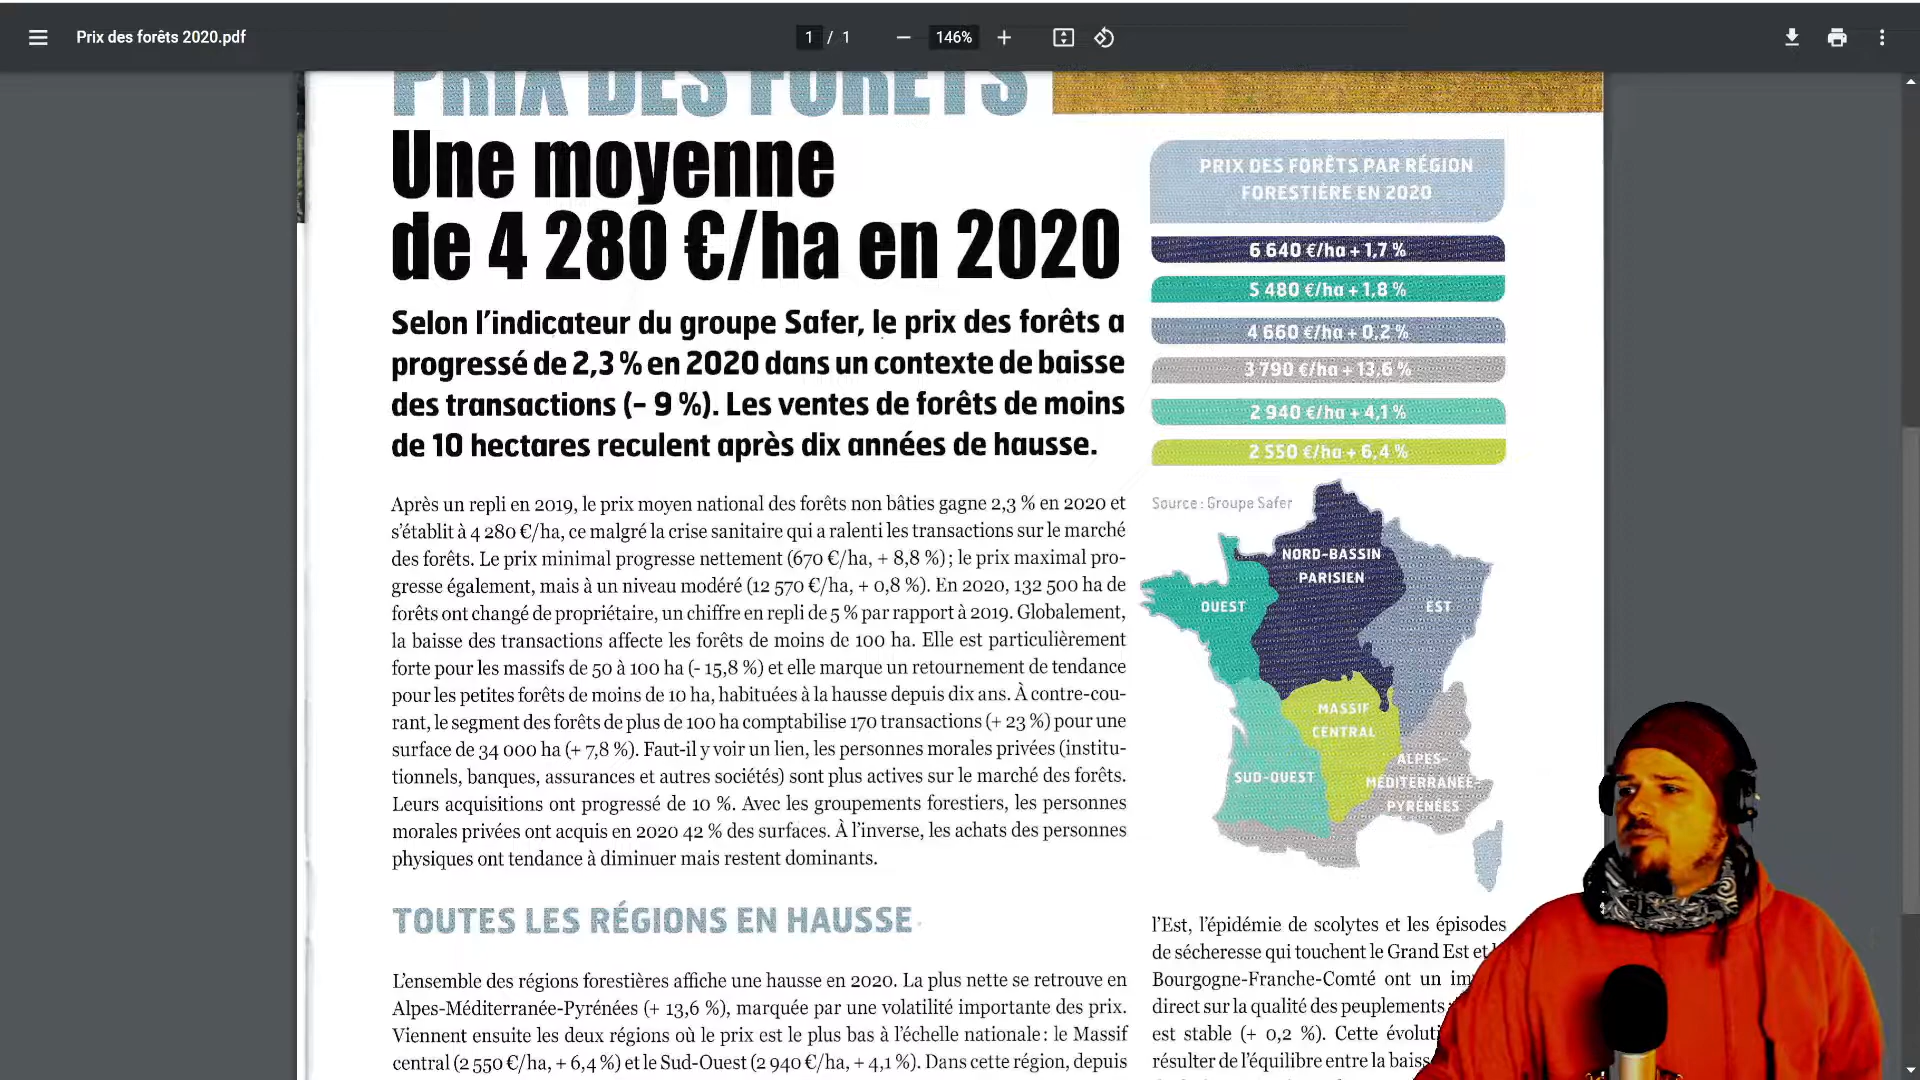 Prix des forêts 2020.pdf
1 / 1
146%
PRIX DES FORÊTS
Une moyenne
de 4 280 €/ha en 2020
Selon l'indicateur du groupe Safer, le prix des forêts a
progressé de 2,3 % en 2020 dans un contexte de baisse
des transactions (- 9 %). Les ventes de forêts de moins
de 10 hectares reculent après dix années de hausse.
Après un repli en 2019, le prix moyen national des forêts non bâties gagne 2,3 % en 2020 et
s'établit à 4 280 €/ha, ce malgré la crise sanitaire qui a ralenti les transactions sur le marché
des forêts. Le prix minimal progresse nettement (670 €/ha, + 8,8 %) ; le prix maximal pro-
gresse également, mais à un niveau modéré (12 570 €/ha, + 0,8 %). En 2020, 132 500 ha de
forêts ont changé de propriétaire, un chiffre en repli de 5 % par rapport à 2019. Globalement,
la baisse des transactions affecte les forêts de moins de 100 ha. Elle est particulièrement
forte pour les massifs de 50 à 100 ha (- 15,8 %) et elle marque un retournement de tendance
pour les petites forêts de moins de 10 ha, habituées à la hausse depuis dix ans. À contre-cou-
rant, le segment des forêts de plus de 100 ha comptabilise 170 transactions (+ 23 %) pour une
surface de 34 000 ha (+ 7,8 %). Faut-il y voir un lien, les personnes morales privées (institu-
tionnels, banques, assurances et autres sociétés) sont plus actives sur le marché des forêts.
Leurs acquisitions ont progressé de 10 %. Avec les groupements forestiers, les personnes
morales privées ont acquis en 2020 42 % des surfaces. À l'inverse, les achats des personnes
physiques ont tendance à diminuer mais restent dominants.
TOUTES LES RÉGIONS EN HAUSSE
L'ensemble des régions forestières affiche une hausse en 2020. La plus nette se retrouve en
Alpes-Méditerranée-Pyrénées (+ 13,6 %), marquée par une volatilité importante des prix.
Viennent ensuite les deux régions où le prix est le plus bas à l'échelle nationale : le Massif
central (2 550 €/ha, + 6,4 %) et le Sud-Ouest (2 940 €/ha, + 4,1 %). Dans cette région, depuis
PRIX DES FORÊTS PAR RÉGION
FORESTIÈRE EN 2020
6 640 €/ha + 1,7 %
5 480 €/ha + 1,8 %
4 660 €/ha + 0,2 %
3 790 €/ha + 13,6 %
2 940 €/ha + 4,1 %
2 550 €/ha + 6,4 %
Source : Groupe Safer
NORD-BASSIN
PARISIEN
OUEST
EST
MASSIF
CENTRAL
SUD-OUEST
ALPES-
MÉDITERRANÉE-
PYRÉNÉES
l'Est, l'épidémie de scolytes et les épisodes
de sécheresse qui touchent le Grand Est et
Bourgogne-Franche-Comté ont un im
direct sur la qualité des peuplements
est stable (+ 0,2 %). Cette évoluti
résulter de l'équilibre entre la baiss